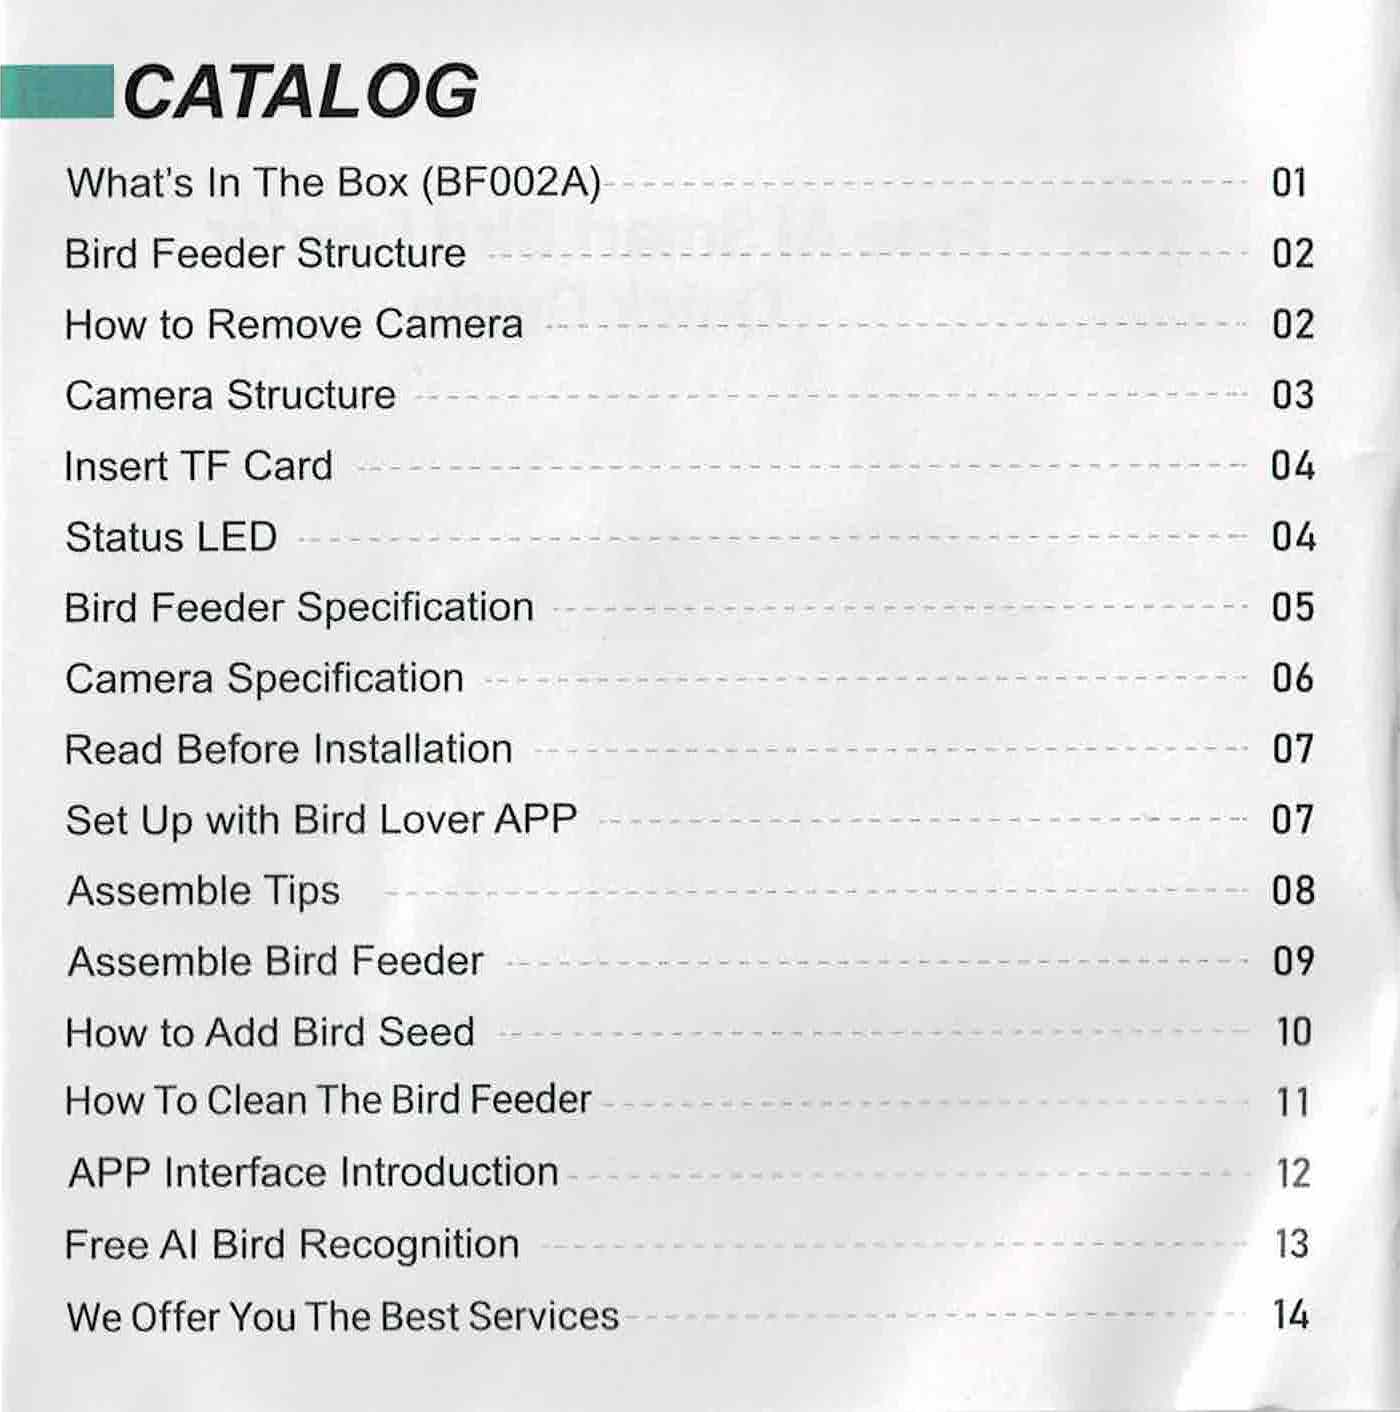 CATALOG
What's In The Box (BF002A) 01
Bird Feeder Structure 02
How to Remove Camera 02
Camera Structure 03
Insert TF Card 04
Status LED 04
Bird Feeder Specification 05
Camera Specification 06
Read Before Installation 07
Set Up with Bird Lover APP 07
Assemble Tips 08
Assemble Bird Feeder 09
How to Add Bird Seed 10
How To Clean The Bird Feeder 11
APP Interface Introduction 12
Free AI Bird Recognition 13
We Offer You The Best Services 14